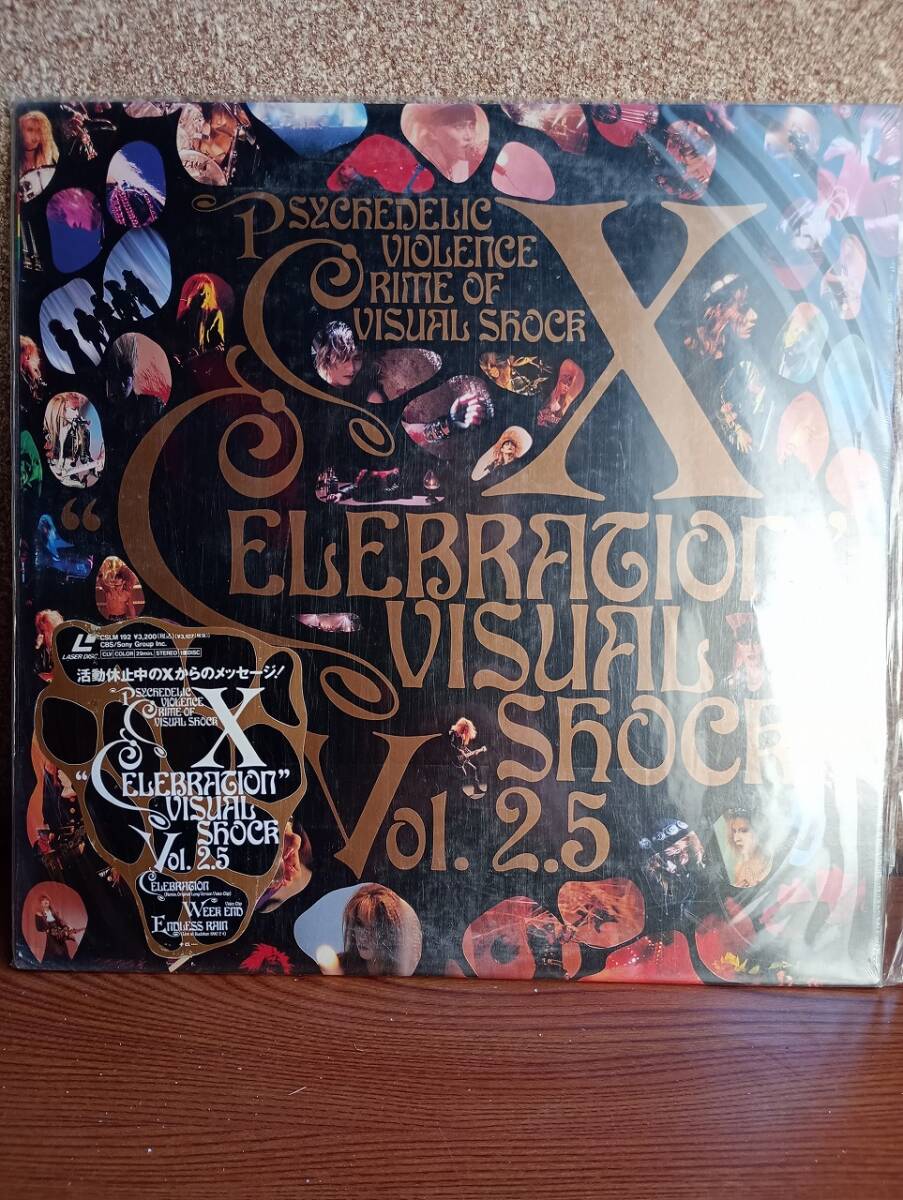 PSYCHEDELIC
VIOLENCE
CRIME OF
VISUAL SHOCK
X
“CELEBRATION”
VISUAL
SHOCK
Vol. 2.5
LASER DISC
CSLM 192 ¥3,200
CBS/Sony Group Inc.
CLV COLOR 29min. STEREO
活動休止中のXからのメッセージ!
PSYCHEDELIC
VIOLENCE
CRIME OF
VISUAL SHOCK
X
“CELEBRATION”
VISUAL
SHOCK
Vol. 2.5
CELEBRATION
Video Clip
WEEK END
ENDLESS RAIN